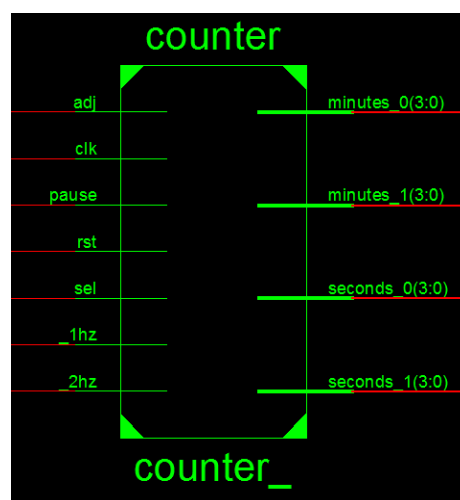 counter
adj
minutes_0(3:0)
clk
pause
minutes_1(3:0)
rst
sel
seconds_0(3:0)
_1hz
_2hz
seconds_1(3:0)
counter_